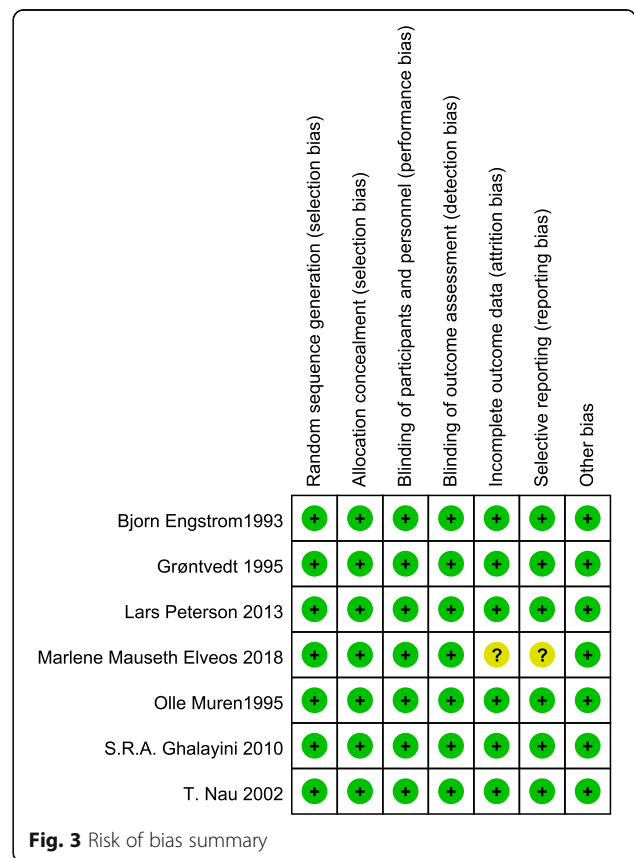 Random sequence generation (selection bias)
Allocation concealment (selection bias)
Blinding of participants and personnel (performance bias)
Blinding of outcome assessment (detection bias)
Incomplete outcome data (attrition bias)
Selective reporting (reporting bias)
Other bias
Bjorn Engstrom1993 + + + + + + +
Grøntvedt 1995 + + + + + + +
Lars Peterson 2013 + + + + + + +
Marlene Mauseth Elveos 2018 + + + + ? ? +
Olle Muren1995 + + + + + + +
S.R.A. Ghalayini 2010 + + + + + + +
T. Nau 2002 + + + + + + +
Fig. 3 Risk of bias summary